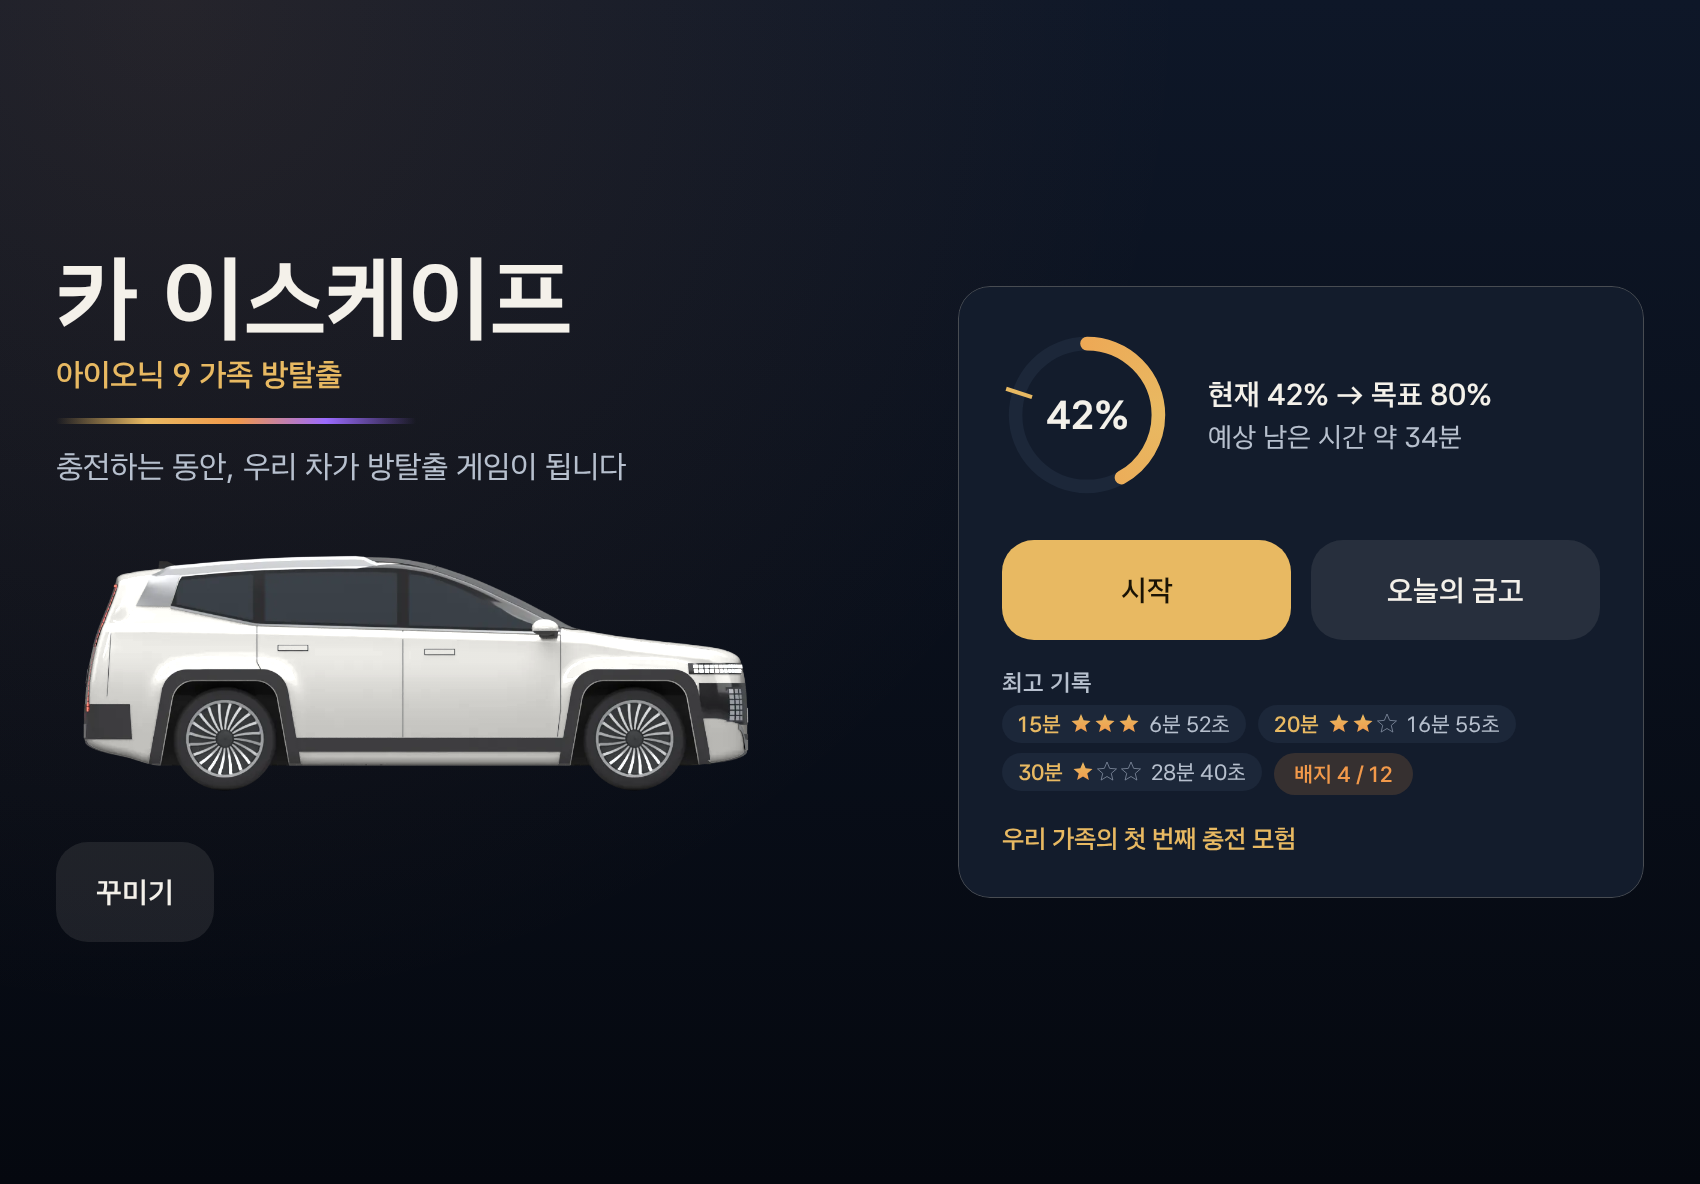 카 이스케이프
아이오닉 9 가족 방탈출
충전하는 동안, 우리 차가 방탈출 게임이 됩니다
꾸미기
42%
현재 42% → 목표 80%
예상 남은 시간 약 34분
시작
오늘의 금고
최고 기록
15분 ★★★ 6분 52초
20분 ★★☆ 16분 55초
30분 ★☆☆ 28분 40초
배지 4 / 12
우리 가족의 첫 번째 충전 모험